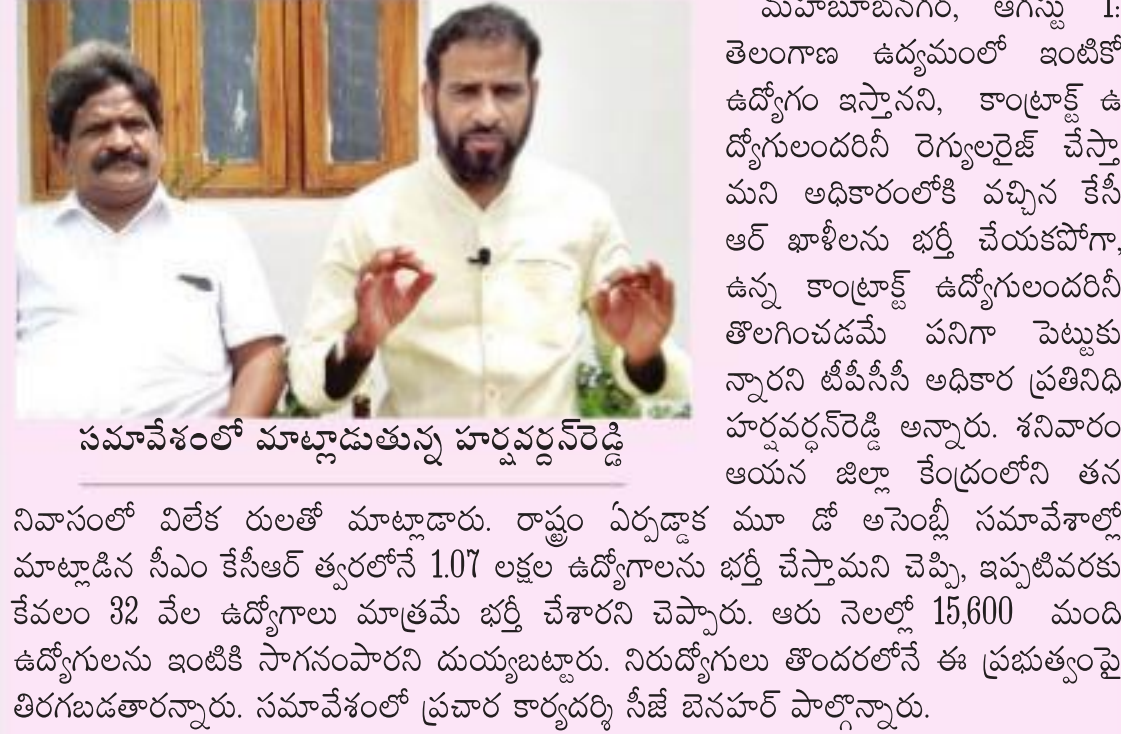 మహబూబ్‌నగర్, ఆగస్టు 1:
తెలంగాణ ఉద్యమంలో ఇంటికో
ఉద్యోగం ఇస్తానని, కాంట్రాక్ట్ ఉ
ద్యోగులందరినీ రెగ్యులరైజ్ చేస్తా
మని అధికారంలోకి వచ్చిన కేసీ
ఆర్ ఖాళీలను భర్తీ చేయకపోగా,
ఉన్న కాంట్రాక్ట్ ఉద్యోగులందరినీ
తొలగించడమే పనిగా పెట్టుకు
న్నారని టీపీసీసీ అధికార ప్రతినిధి
హర్షవర్ధన్‌రెడ్డి అన్నారు. శనివారం
ఆయన జిల్లా కేంద్రంలోని తన
సమావేశంలో మాట్లాడుతున్న హర్షవర్దన్‌రెడ్డి
నివాసంలో విలేక రులతో మాట్లాడారు. రాష్ట్రం ఏర్పడ్డాక మూ డో అసెంబ్లీ సమావేశాల్లో
మాట్లాడిన సీఎం కేసీఆర్ త్వరలోనే 1.07 లక్షల ఉద్యోగాలను భర్తీ చేస్తామని చెప్పి, ఇప్పటివరకు
కేవలం 32 వేల ఉద్యోగాలు మాత్రమే భర్తీ చేశారని చెప్పారు. ఆరు నెలల్లో 15,600 మంది
ఉద్యోగులను ఇంటికి సాగనంపారని దుయ్యబట్టారు. నిరుద్యోగులు తొందరలోనే ఈ ప్రభుత్వంపై
తిరగబడతారన్నారు. సమావేశంలో ప్రచార కార్యదర్శి సీజే బెనహర్ పాల్గొన్నారు.